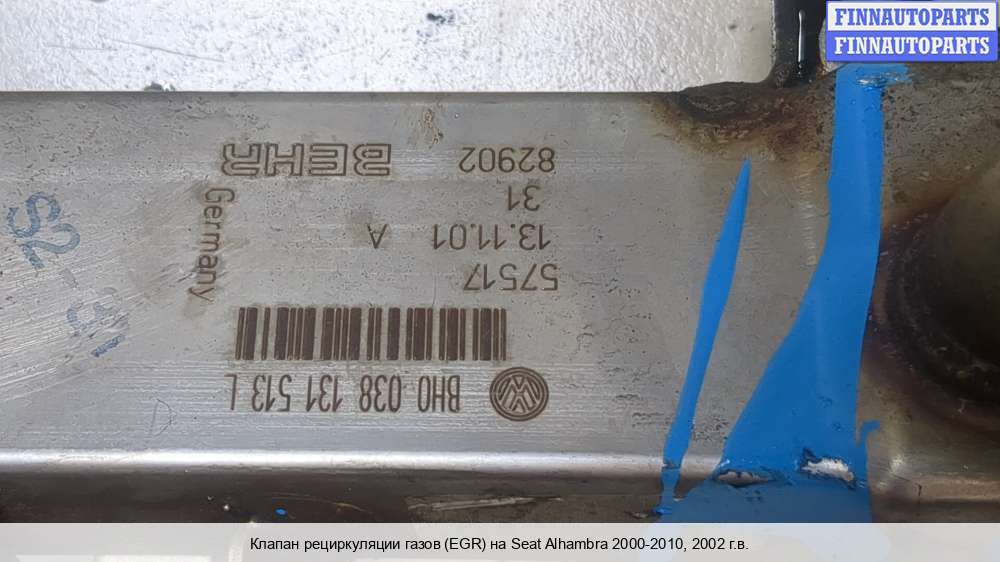 FINNAUTOPARTS
FINNAUTOPARTS
BH0 038 131 513 L
57517
13.11.01 A
31
82902 BEHR
Germany
Клапан рециркуляции газов (EGR) на Seat Alhambra 2000-2010, 2002 г.в.